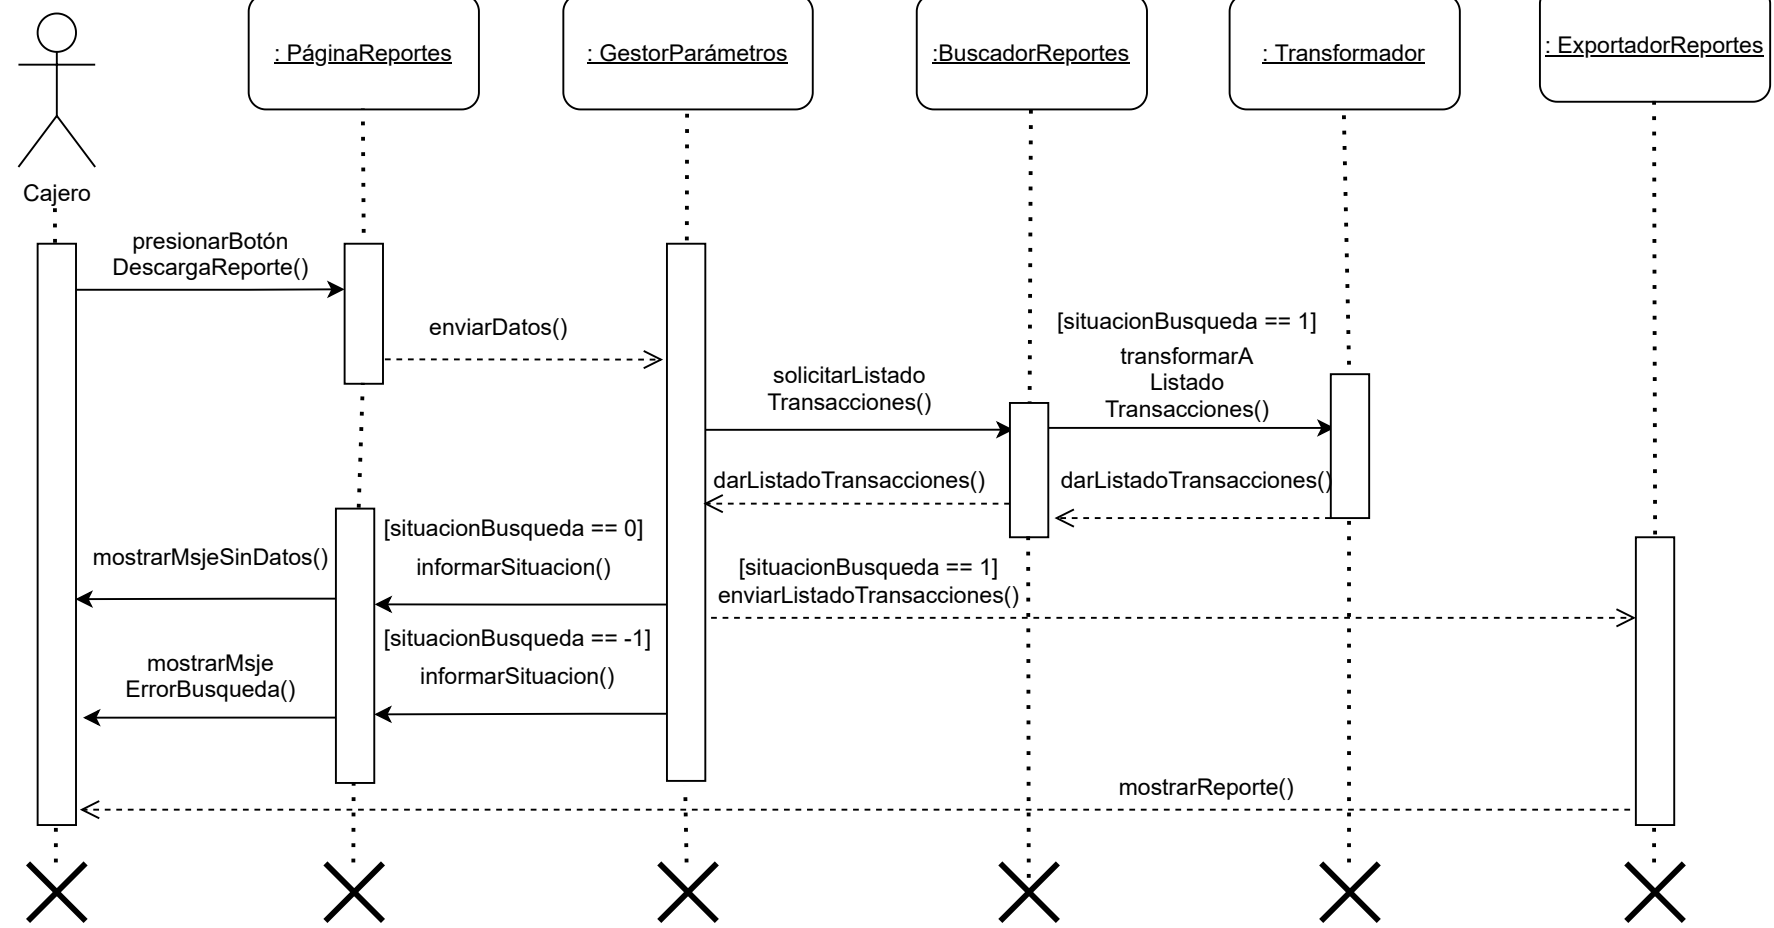 : PáginaReportes
: GestorParámetros
:BuscadorReportes
: Transformador
: ExportadorReportes
Cajero
presionarBotón
DescargaReporte()
enviarDatos()
[situacionBusqueda == 1]
transformarA
Listado
Transacciones()
solicitarListado
Transacciones()
darListadoTransacciones()
darListadoTransacciones()
[situacionBusqueda == 0]
informarSituacion()
mostrarMsjeSinDatos()
[situacionBusqueda == 1]
enviarListadoTransacciones()
[situacionBusqueda == -1]
informarSituacion()
mostrarMsje
ErrorBusqueda()
mostrarReporte()